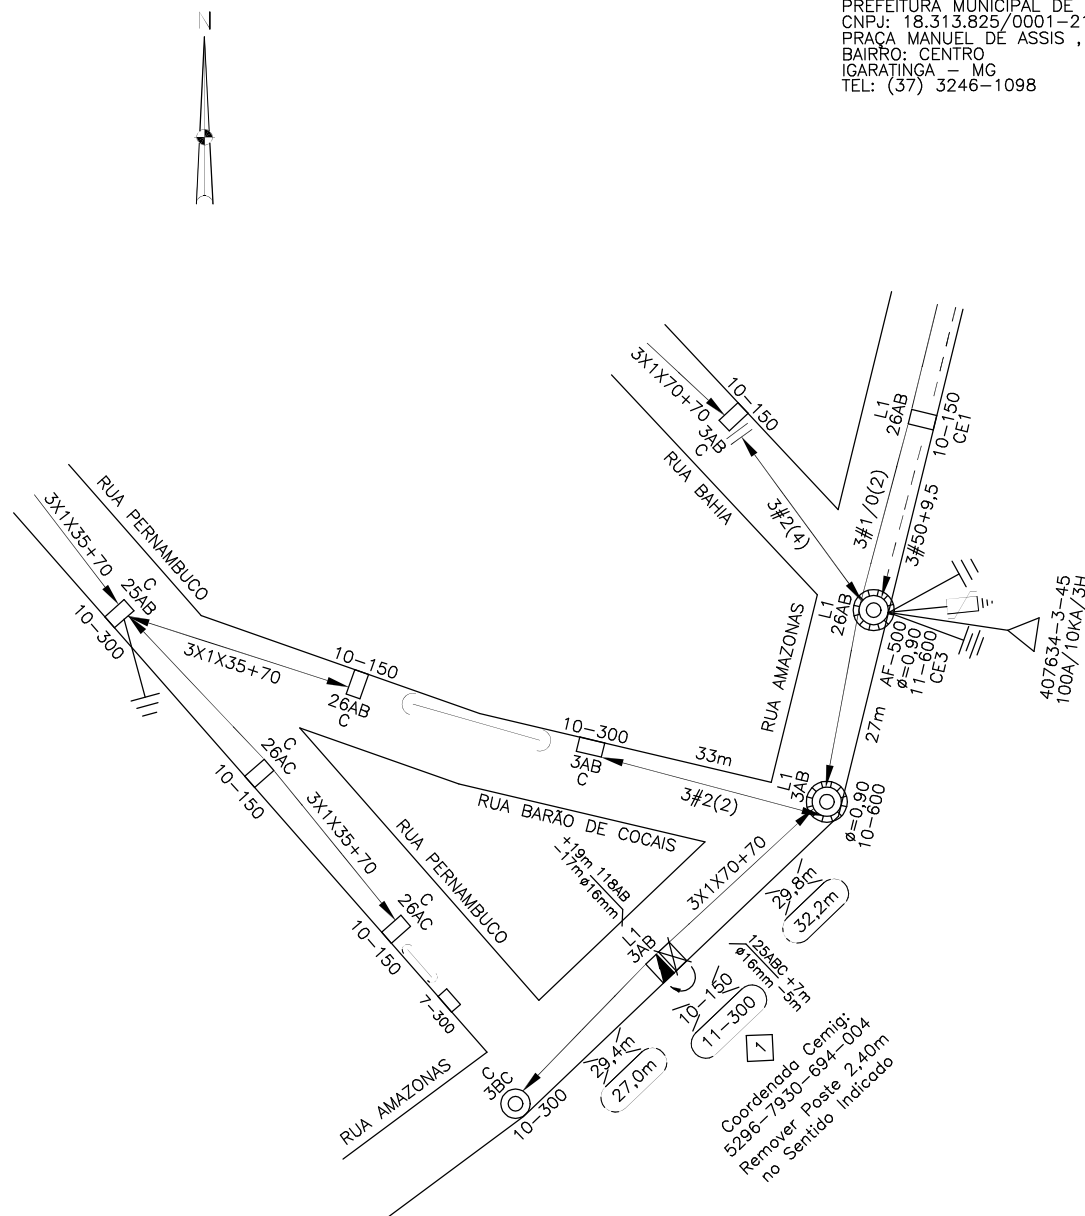 PREFEITURA MUNICIPAL DE
CNPJ: 18.313.825/0001-21
PRAÇA MANUEL DE ASSIS ,
BAIRRO: CENTRO
IGARATINGA - MG
TEL: (37) 3246-1098
N
3X1X70+70
10-150
3AB
C
RUA BAHIA
3#2(4)
L1
26AB
10-150
CE1
3#1/0(2)
3#50+9,5
L1
26AB
AF-500
ø=0,90
11-600
CE3
407634-3-45
100A/10KA/3H
RUA AMAZONAS
27m
L1
3AB
ø=0,90
10-600
RUA PERNAMBUCO
3X1X35+70
C
25AB
10-300
3X1X35+70
10-150
26AB
C
10-300
3AB
C
33m
3#2(2)
RUA BARÃO DE COCAIS
C
26AC
10-150
3X1X35+70
RUA PERNAMBUCO
C
26AC
10-150
7-300
+19m 118AB
-17m ø16mm
3X1X70+70
L1
3AB
29,8m
32,2m
125ABC +7m
ø16mm -5m
10-150
11-300
1
29,4m
27,0m
C
3BC
10-300
RUA AMAZONAS
Coordenada Cemig:
5296-7930-694-004
Remover Poste 2,40m
no Sentido Indicado